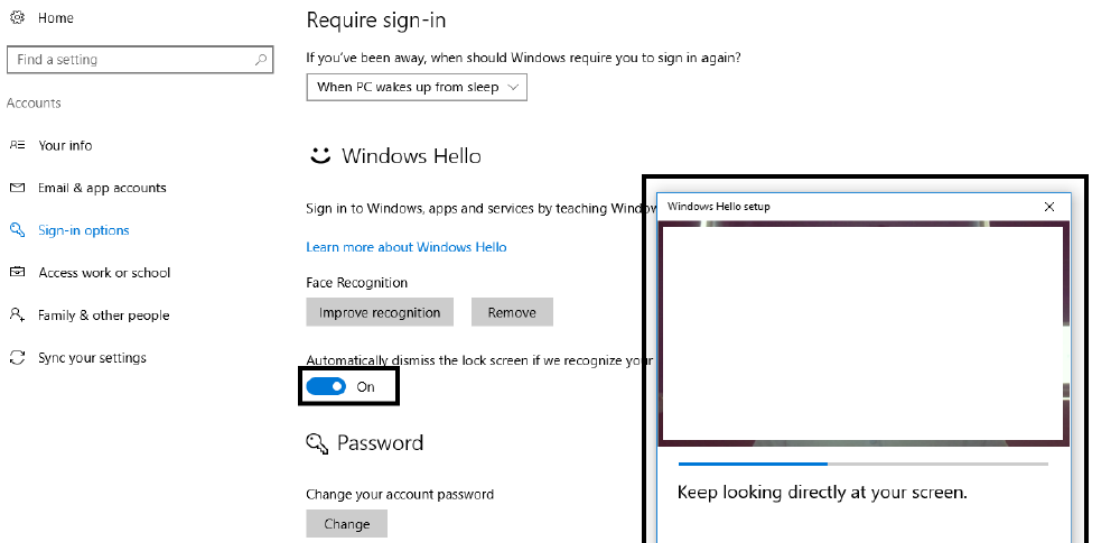 Home
Find a setting
Accounts
Your info
Email & app accounts
Sign-in options
Access work or school
Family & other people
Sync your settings
Require sign-in
If you've been away, when should Windows require you to sign in again?
When PC wakes up from sleep
Windows Hello
Sign in to Windows, apps and services by teaching
Learn more about Windows Hello
Face Recognition
Improve recognition
Remove
Automatically dismiss the lock screen if we recognize your
On
Password
Change your account password
Change
Windows Hello setup
Keep looking directly at your screen.